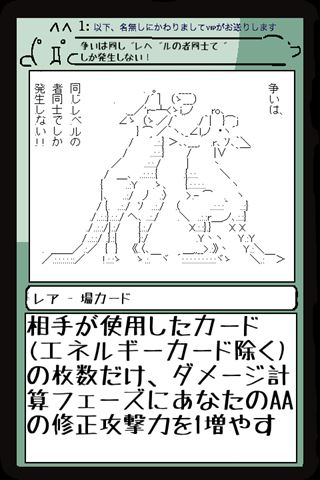 1: 以下、名無しにかわりましてVIPがお送りします
争いは同じﾞレベﾞルの者同士でﾞ
しか発生しない！
争いは、
同じレベルの
者同士でしか
発生しない!!
レア - 場カード
相手が使用したカード
(エネルギーカード除く)
の枚数だけ、ダメージ計
算フェーズにあなたのAA
の修正攻撃力を1増やす